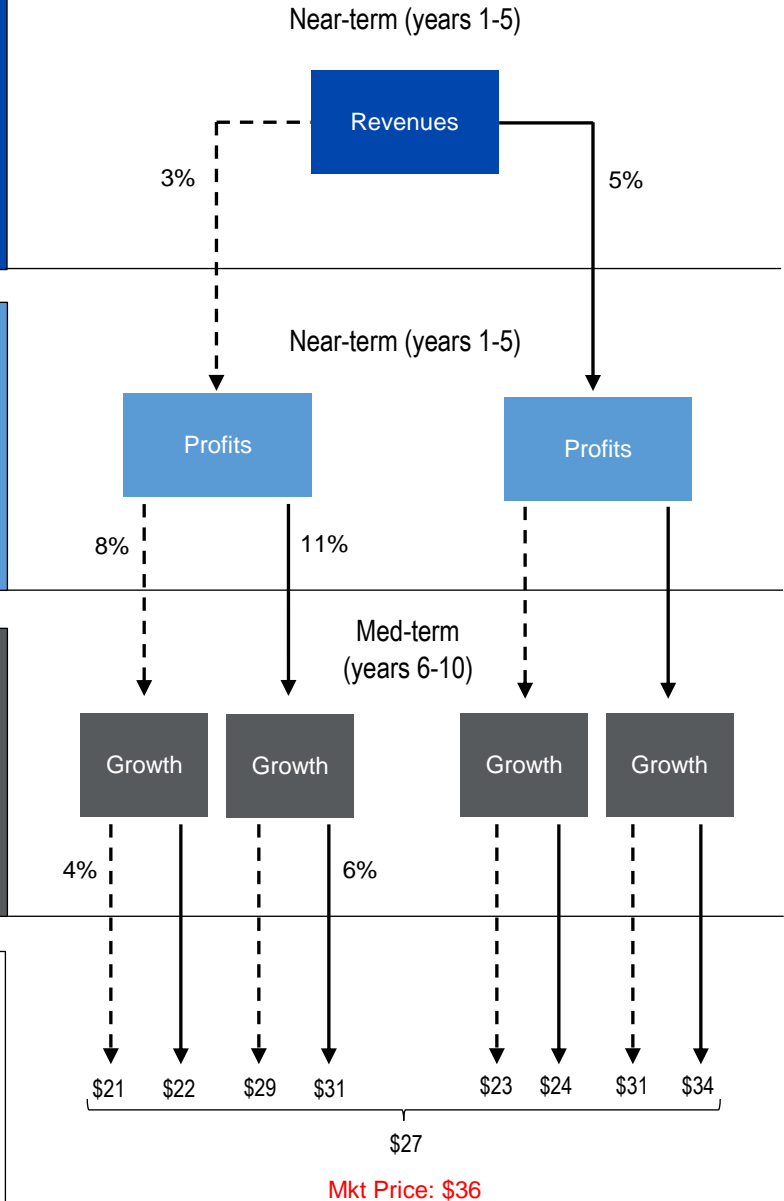 Near-term (years 1-5)
Revenues
3%
5%
Near-term (years 1-5)
Profits
Profits
8%
11%
Med-term
(years 6-10)
Growth
Growth
Growth
Growth
4%
6%
$21
$22
$29
$31
$23
$24
$31
$34
$27
Mkt Price: $36